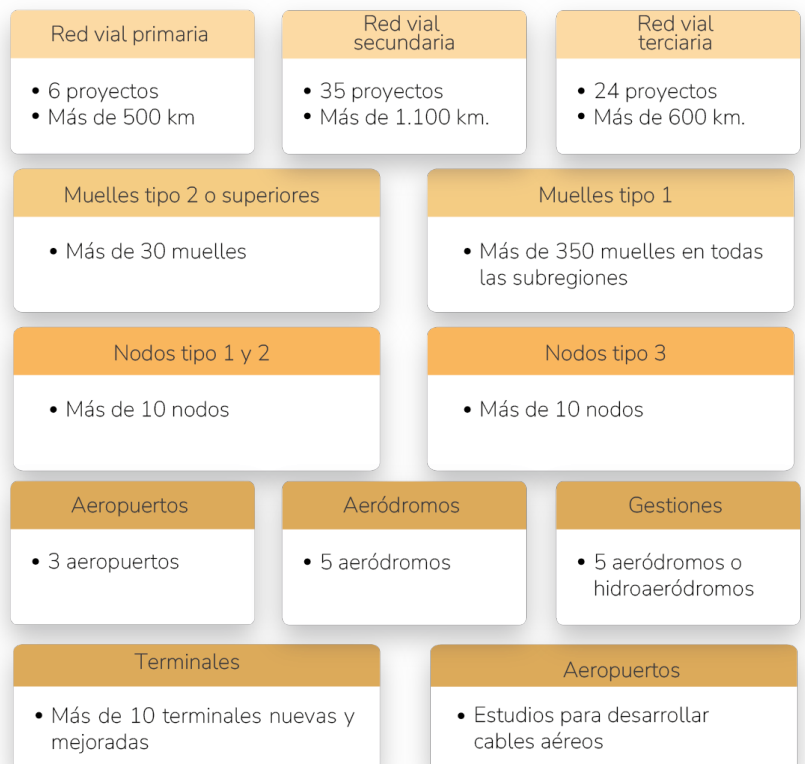 Red vial primaria
• 6 proyectos
• Más de 500 km
Red vial
secundaria
• 35 proyectos
• Más de 1.100 km.
Red vial
terciaria
• 24 proyectos
• Más de 600 km.
Muelles tipo 2 o superiores
• Más de 30 muelles
Muelles tipo 1
• Más de 350 muelles en todas
las subregiones
Nodos tipo 1 y 2
• Más de 10 nodos
Nodos tipo 3
• Más de 10 nodos
Aeropuertos
• 3 aeropuertos
Aeródromos
• 5 aeródromos
Gestiones
• 5 aeródromos o
hidroaeródromos
Terminales
• Más de 10 terminales nuevas y
mejoradas
Aeropuertos
• Estudios para desarrollar
cables aéreos